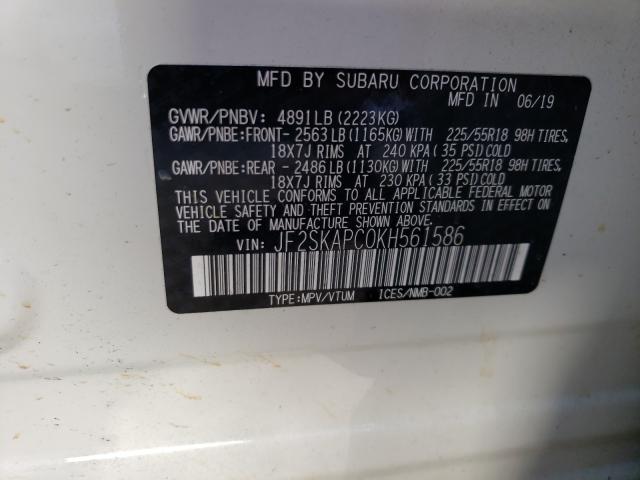 MFD BY SUBARU CORPORATION
MFD IN 06/19
GVWR/PNBV: 4891LB (2223KG)
GAWR/PNBE:FRONT- 2563LB(1165KG)WITH 225/55R18 98H TIRES,
18X7J RIMS AT 240 KPA( 35 PSI)COLD
GAWR/PNBE:REAR - 2486LB(1130KG)WITH 225/55R18 98H TIRES,
18X7J RIMS AT 230 KPA( 33 PSI)COLD
THIS VEHICLE CONFORMS TO ALL APPLICABLE FEDERAL MOTOR
VEHICLE SAFETY AND THEFT PREVENTION STANDARDS IN EFFECT ON
THE DATE OF MANUFACTURE SHOWN ABOVE.
VIN: JF2SKAPC0KH561586
TYPE:MPV/VTUM ICES/NMB-002